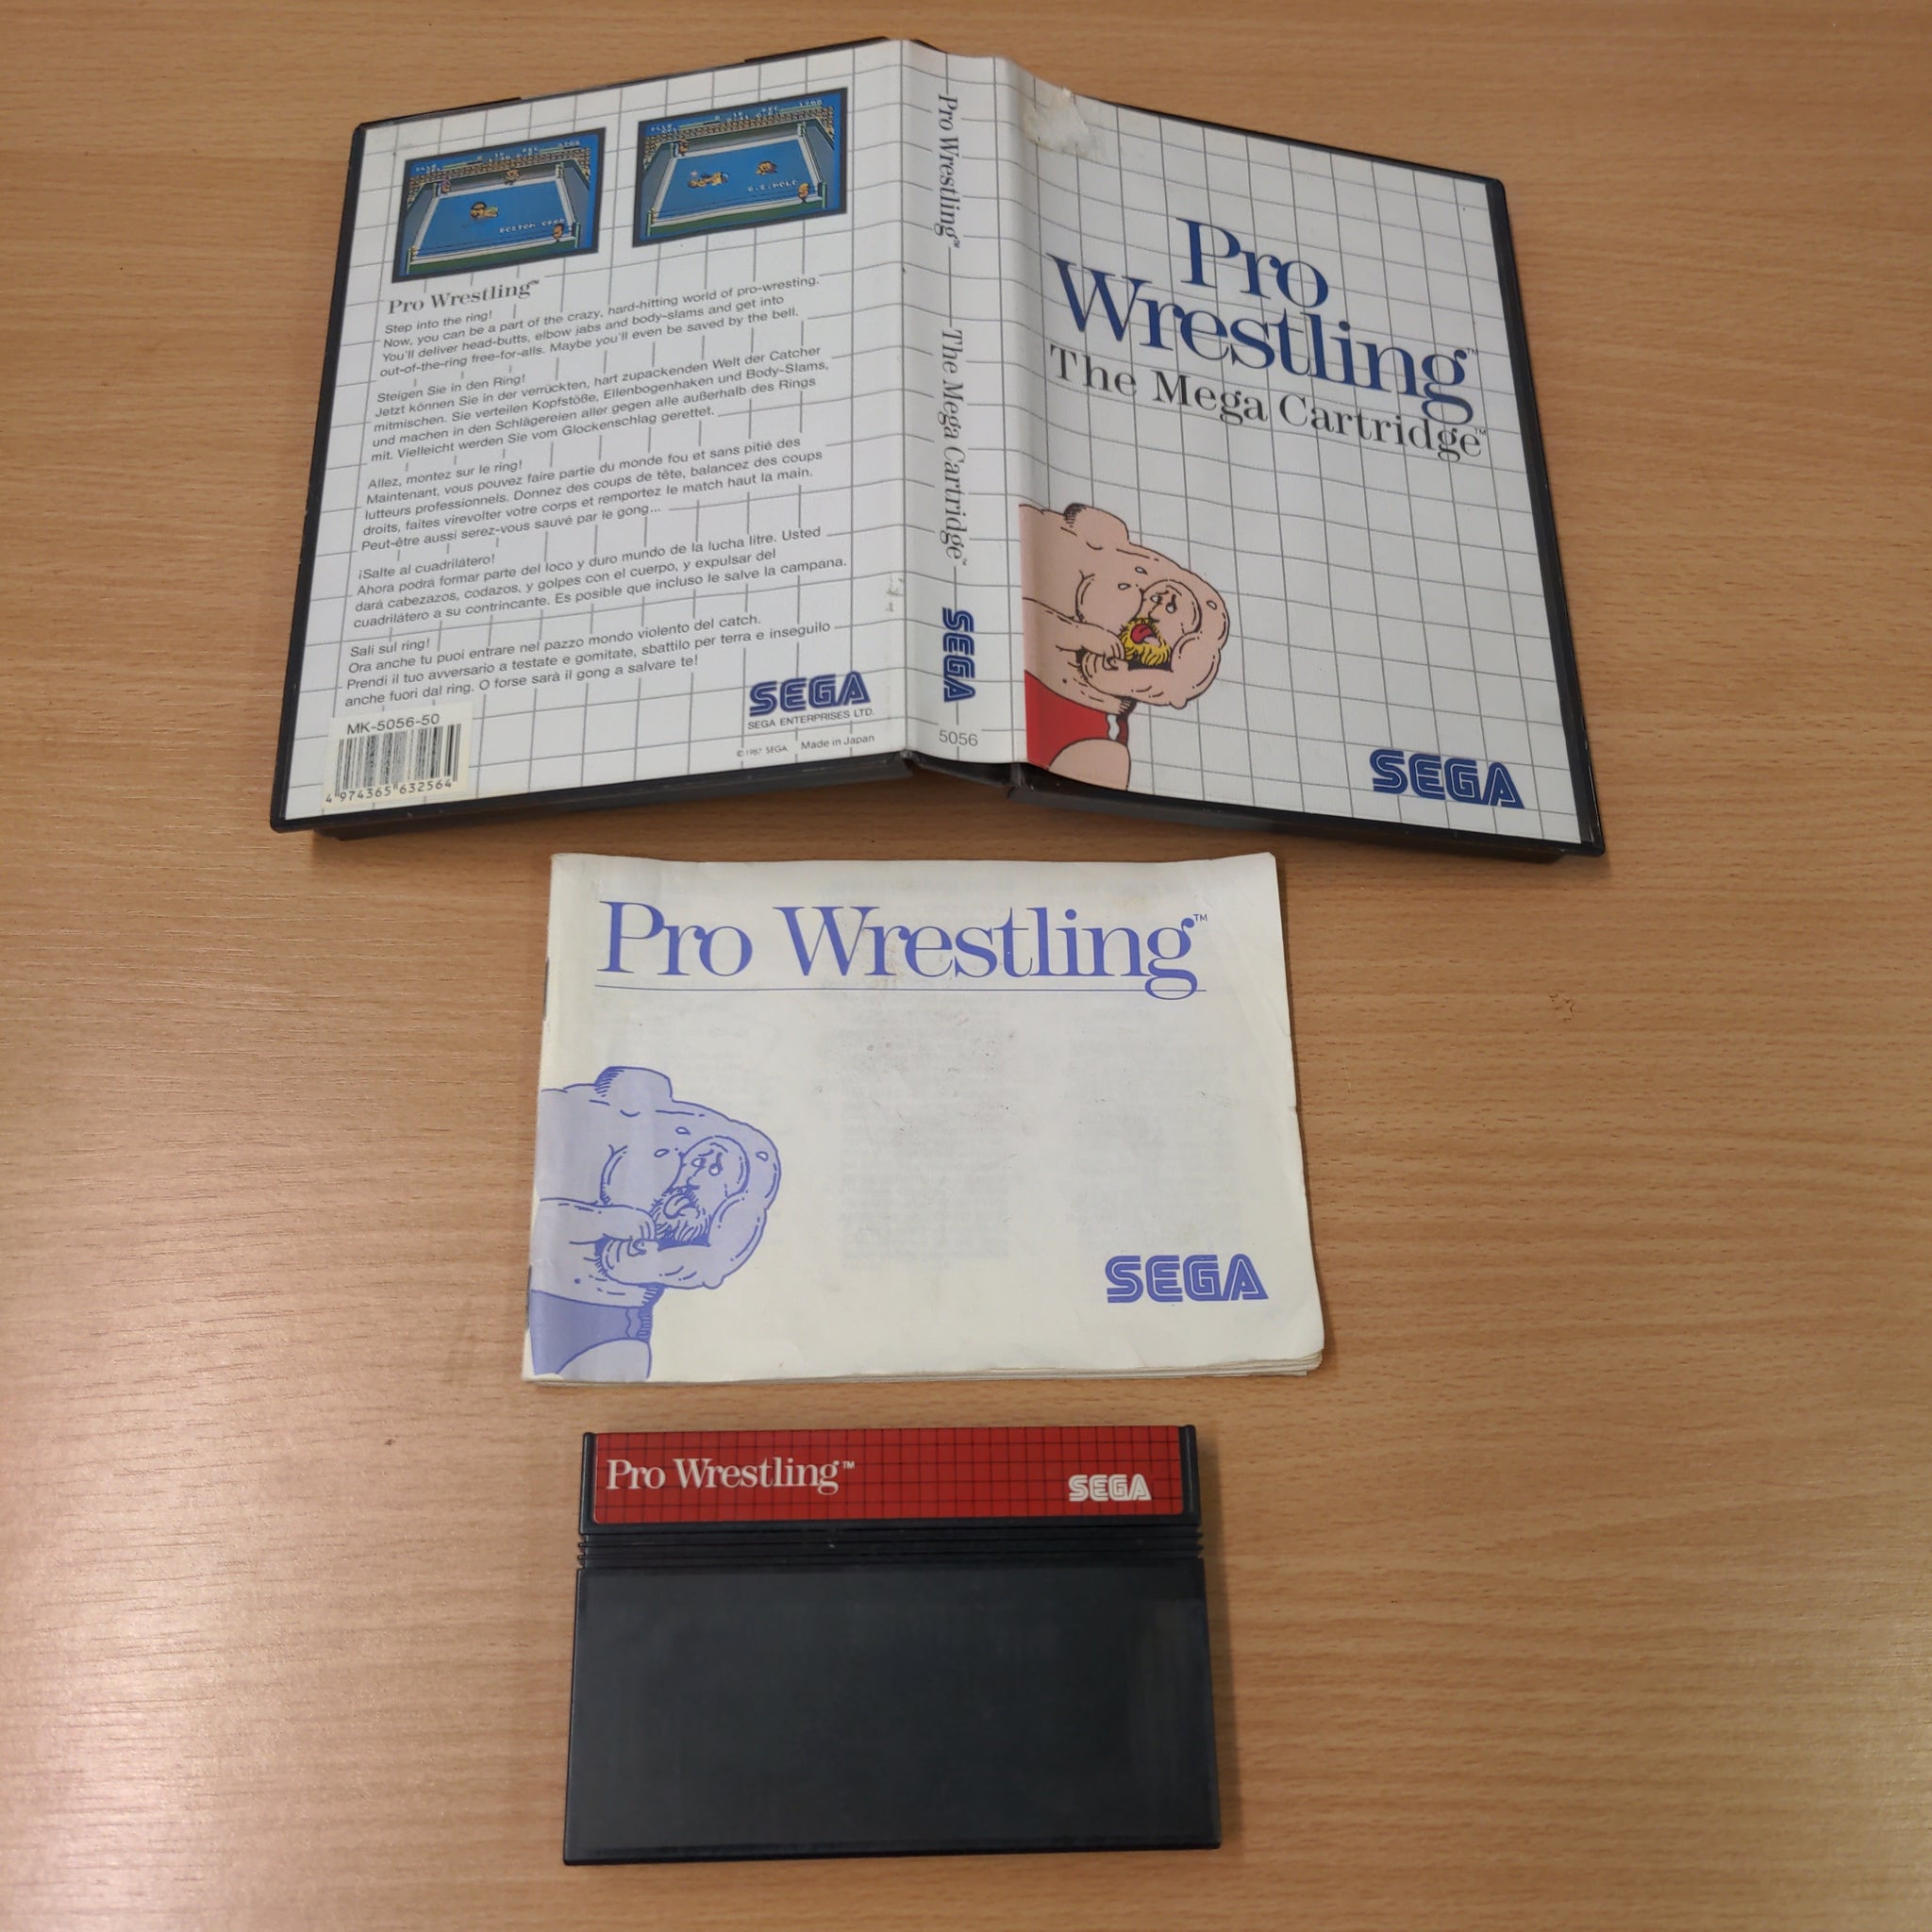 Pro Wrestling™
Step into the ring!
Now, you can be a part of the crazy, hard-hitting world of pro-wresting.
You'll deliver head-butts, elbow jabs and body-slams and get into
out-of-the-ring free-for-alls. Maybe you'll even be saved by the bell.
Steigen Sie in den Ring!
Jetzt können Sie in der verrückten, hart zupackenden Welt der Catcher
mitmischen. Sie verteilen Kopfstöße, Ellenbogenhaken und Body-Slams,
und machen in den Schlägereien aller gegen alle außerhalb des Rings
mit. Vielleicht werden Sie vom Glockenschlag gerettet.
Allez, montez sur le ring!
Maintenant, vous pouvez faire partie du monde fou et sans pitié des
lutteurs professionnels. Donnez des coups de tête, balancez des coups
droits, faites virevolter votre corps et remportez le match haut la main.
Peut-être aussi serez-vous sauvé par le gong...
¡Salte al cuadrilátero!
Ahora podrá formar parte del loco y duro mundo de la lucha litre. Usted
dará cabezazos, codazos, y golpes con el cuerpo, y expulsar del
cuadrilátero a su contrincante. Es posible que incluso le salve la campana.
Sali sul ring!
Ora anche tu puoi entrare nel pazzo mondo violento del catch.
Prendi il tuo avversario a testate e gomitate, sbattilo per terra e inseguilo
anche fuori dal ring. O forse sarà il gong a salvare te!
MK-5056-50
4 974365 632564
SEGA
SEGA ENTERPRISES LTD.
© 1987 SEGA Made in Japan
Pro Wrestling™
The Mega Cartridge™
SEGA
5056
Pro
Wrestling™
The Mega Cartridge™
SEGA
Pro Wrestling™
SEGA
Pro Wrestling™
SEGA